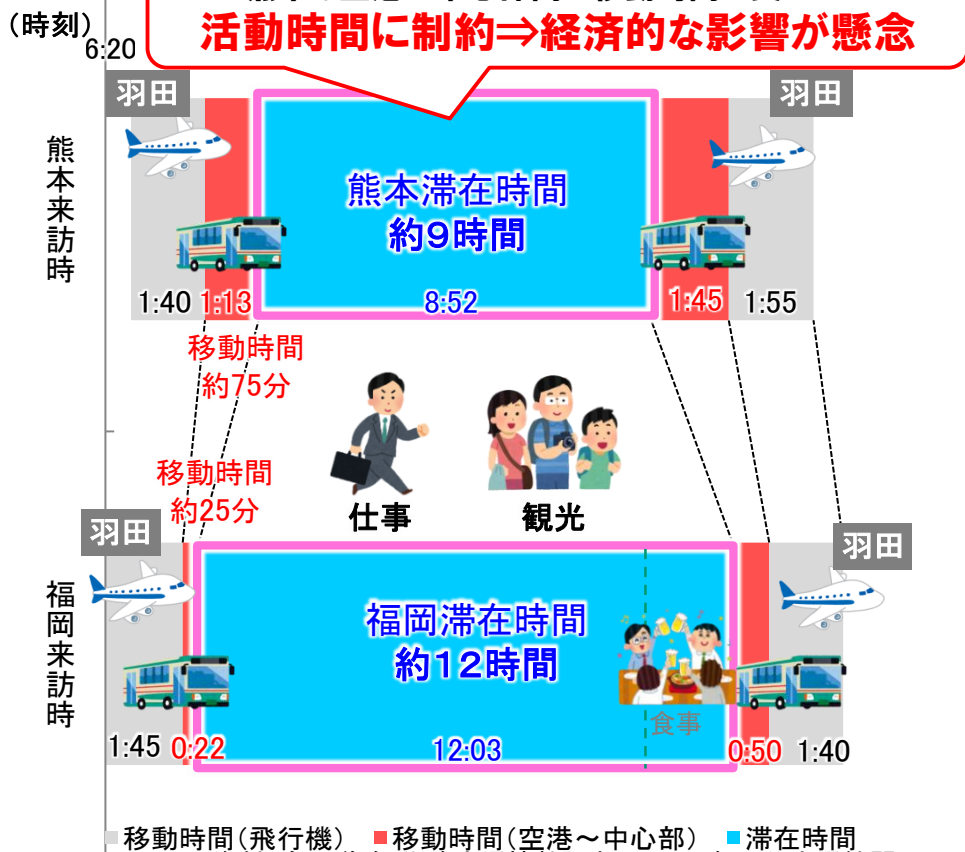 活動時間に制約⇒経済的な影響が懸念
(時刻)
6:20
羽田
羽田
熊本来訪時
熊本滞在時間
約9時間
1:40 1:13 8:52 1:45 1:55
移動時間
約75分
移動時間
約25分
仕事 観光
羽田
羽田
福岡来訪時
福岡滞在時間
約12時間
食事
1:45 0:22 12:03 0:50 1:40
移動時間(飛行機) 移動時間(空港～中心部) 滞在時間